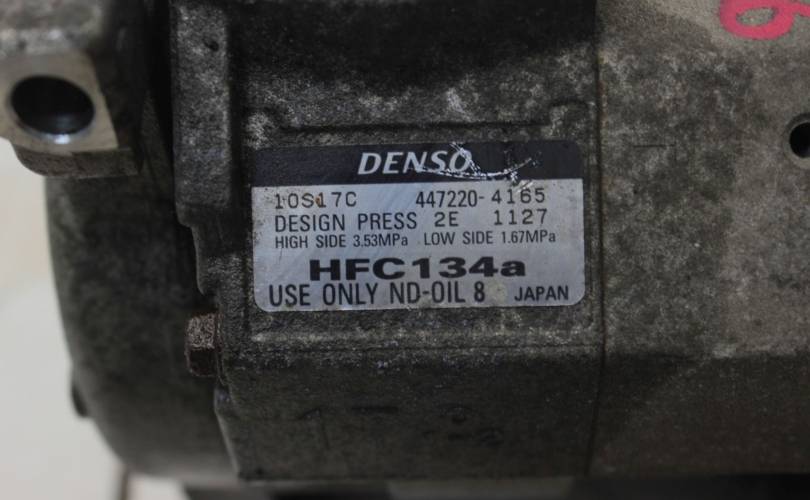 DENSO
10S17C 447220-4165
DESIGN PRESS 2E 1127
HIGH SIDE 3.53MPa LOW SIDE 1.67MPa
HFC134a
USE ONLY ND-OIL 8 JAPAN